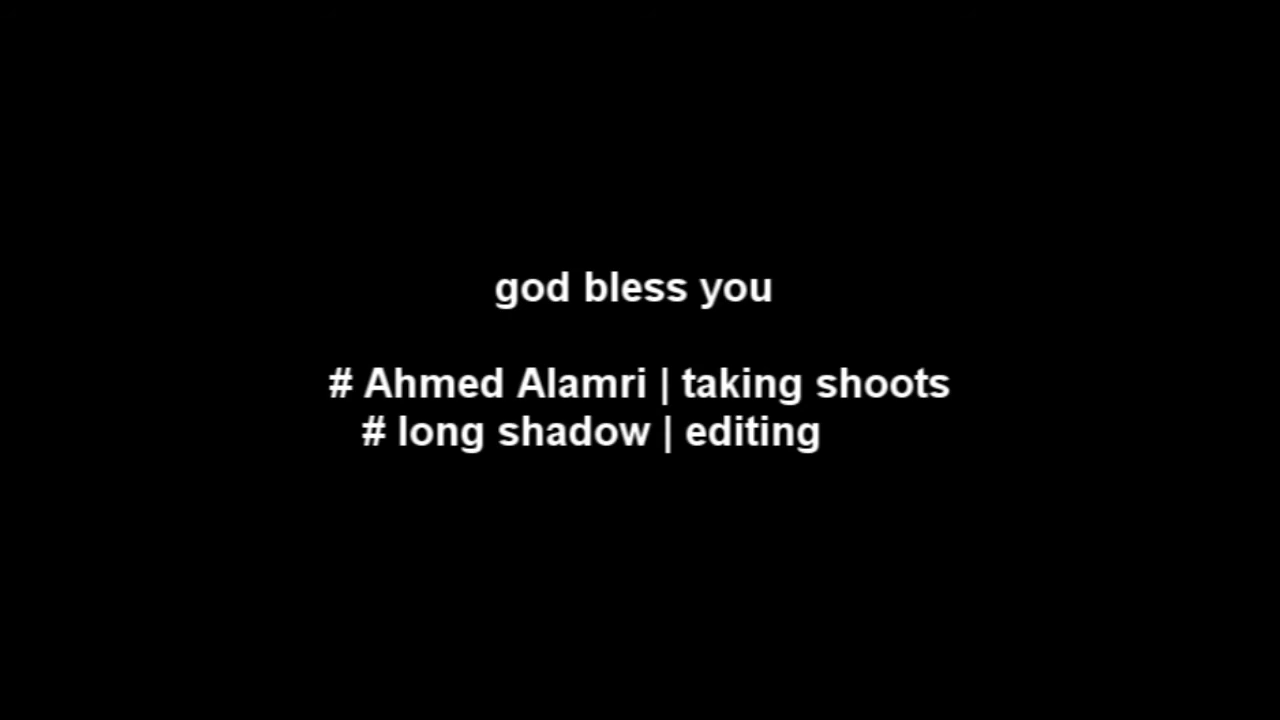 god bless you
# Ahmed Alamri | taking shoots
# long shadow | editing